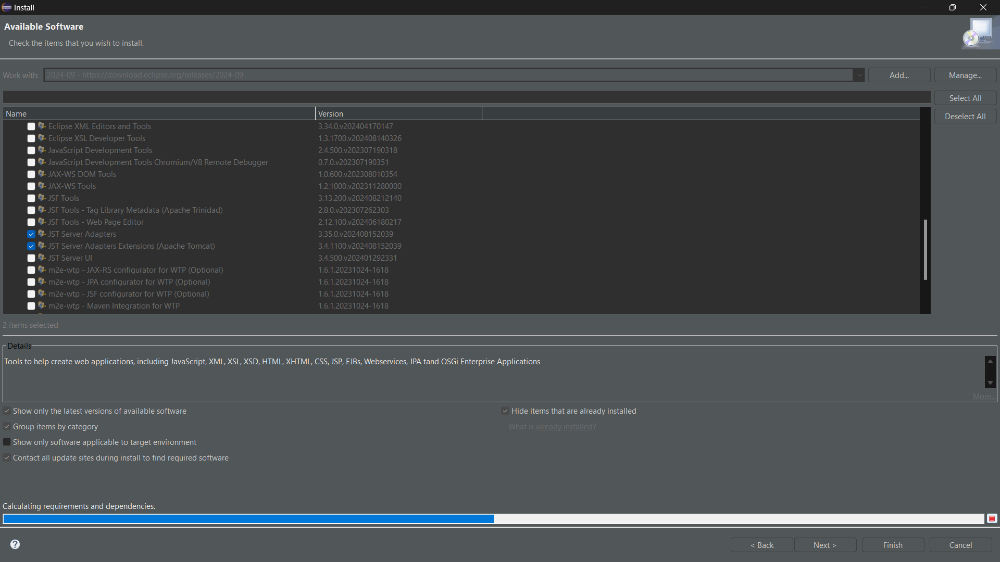 Install
Available Software
Check the items that you wish to install.
Work with: 2024-09 - https://download.eclipse.org/releases/2024-09 Add... Manage...
Select All
Deselect All
Name Version
Eclipse XML Editors and Tools 3.34.0.v202404170147
Eclipse XSL Developer Tools 1.3.1700.v202408140326
JavaScript Development Tools 2.4.500.v202307190318
JavaScript Development Tools Chromium/V8 Remote Debugger 0.7.0.v202307190351
JAX-WS DOM Tools 1.0.600.v202308010354
JAX-WS Tools 1.2.1000.v202311280000
JSF Tools 3.13.200.v202408212140
JSF Tools - Tag Library Metadata (Apache Trinidad) 2.8.0.v202307262303
JSF Tools - Web Page Editor 2.12.100.v202406180217
JST Server Adapters 3.35.0.v202408152039
JST Server Adapters Extensions (Apache Tomcat) 3.4.1100.v202408152039
JST Server UI 3.4.500.v202401292331
m2e-wtp - JAX-RS configurator for WTP (Optional) 1.6.1.20231024-1618
m2e-wtp - JPA configurator for WTP (Optional) 1.6.1.20231024-1618
m2e-wtp - JSF configurator for WTP (Optional) 1.6.1.20231024-1618
m2e-wtp - Maven Integration for WTP 1.6.1.20231024-1618
2 items selected
Details
Tools to help create web applications, including JavaScript, XML, XSL, XSD, HTML, XHTML, CSS, JSP, EJBs, Webservices, JPA tand OSGi Enterprise Applications
More...
Show only the latest versions of available software Hide items that are already installed
Group items by category What is already installed?
Show only software applicable to target environment
Contact all update sites during install to find required software
Calculating requirements and dependencies.
? < Back Next > Finish Cancel